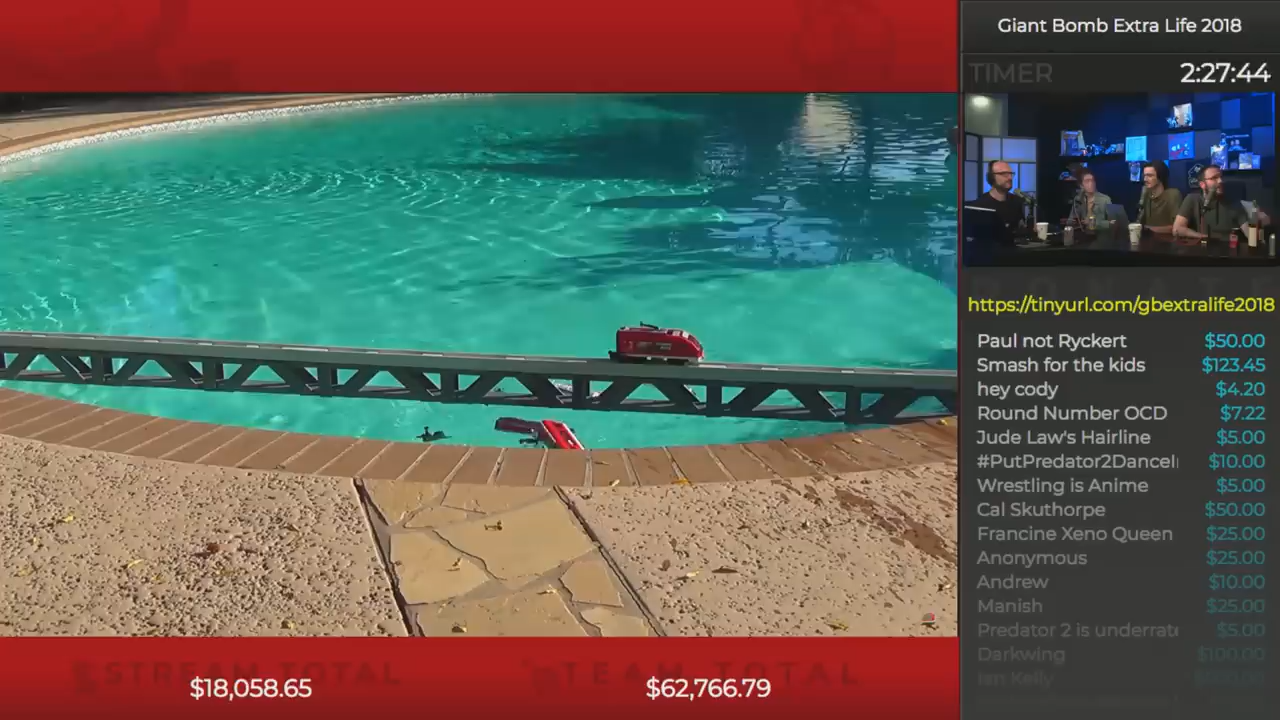 Giant Bomb Extra Life 2018
TIMER
2:27:44
https://tinyurl.com/gbextralife2018
Paul not Ryckert $50.00
Smash for the kids $123.45
hey cody $4.20
Round Number OCD $7.22
Jude Law's Hairline $5.00
#PutPredator2Dancel $10.00
Wrestling is Anime $5.00
Cal Skuthorpe $50.00
Francine Xeno Queen $25.00
Anonymous $25.00
Andrew $10.00
Manish $25.00
Predator 2 is underrat $5.00
Darkwing $100.00
Ian Kelly
STREAM TOTAL
$18,058.65
TEAM TOTAL
$62,766.79